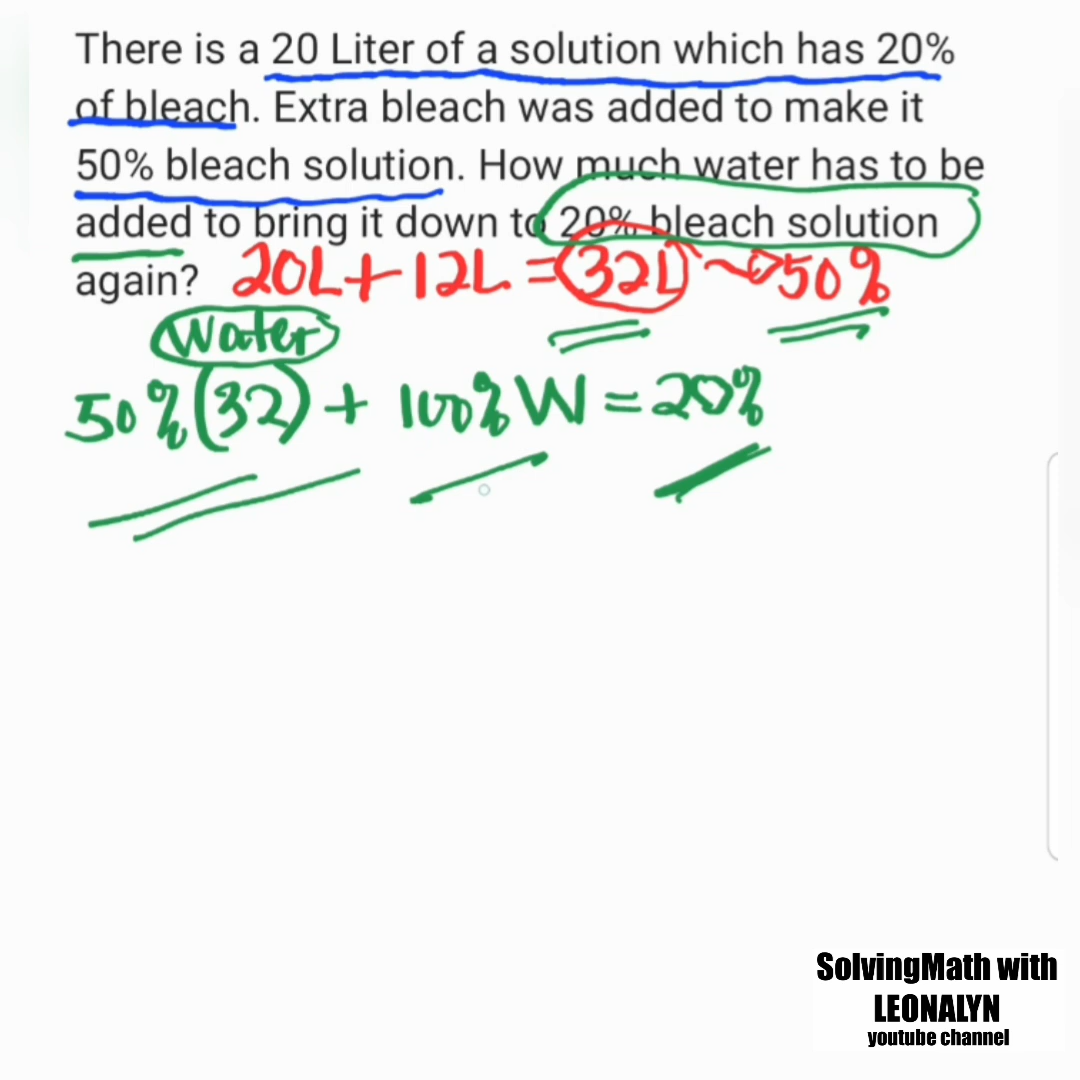 There is a 20 Liter of a solution which has 20%
of bleach. Extra bleach was added to make it
50% bleach solution. How much water has to be
added to bring it down to 20% bleach solution
again? 20L + 12L = 32L → 50%
Water
50% (32) + 100% W = 20%
SolvingMath with
LEONALYN
youtube channel